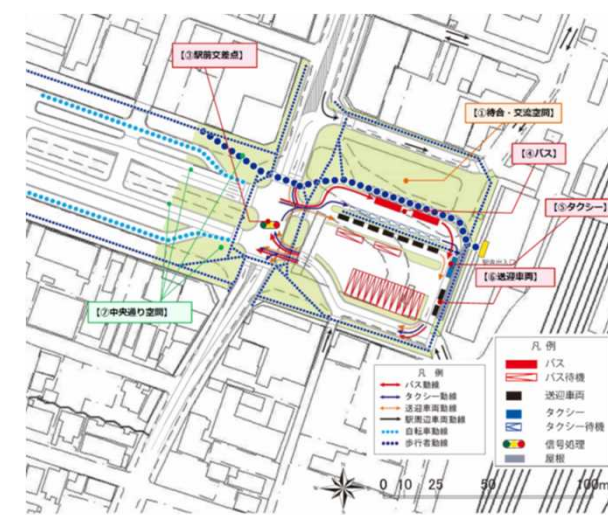 【③駅前交差点】
【①待合・交流空間】
【④バス】
【⑤タクシー】
【⑥送迎車両】
【②中央通り空間】
凡 例
バス動線
タクシー動線
送迎車両動線
駅周辺車両動線
自転車動線
歩行者動線
凡 例
バス
バス待機
送迎車両
タクシー
タクシー待機
信号処理
屋根
0 10 25 50 100m